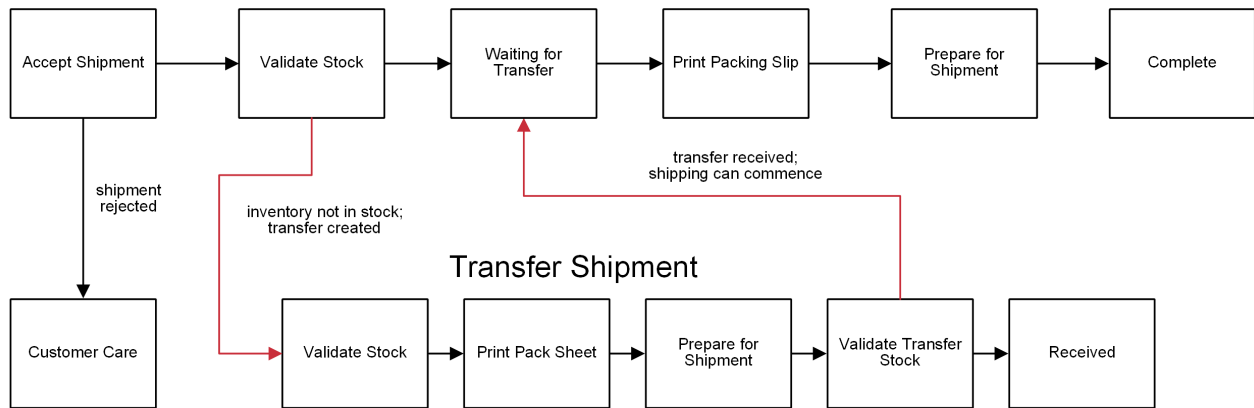 Accept Shipment
Validate Stock
Waiting for
Transfer
Print Packing Slip
Prepare for
Shipment
Complete
shipment
rejected
inventory not in stock;
transfer created
transfer received;
shipping can commence
Transfer Shipment
Customer Care
Validate Stock
Print Pack Sheet
Prepare for
Shipment
Validate Transfer
Stock
Received